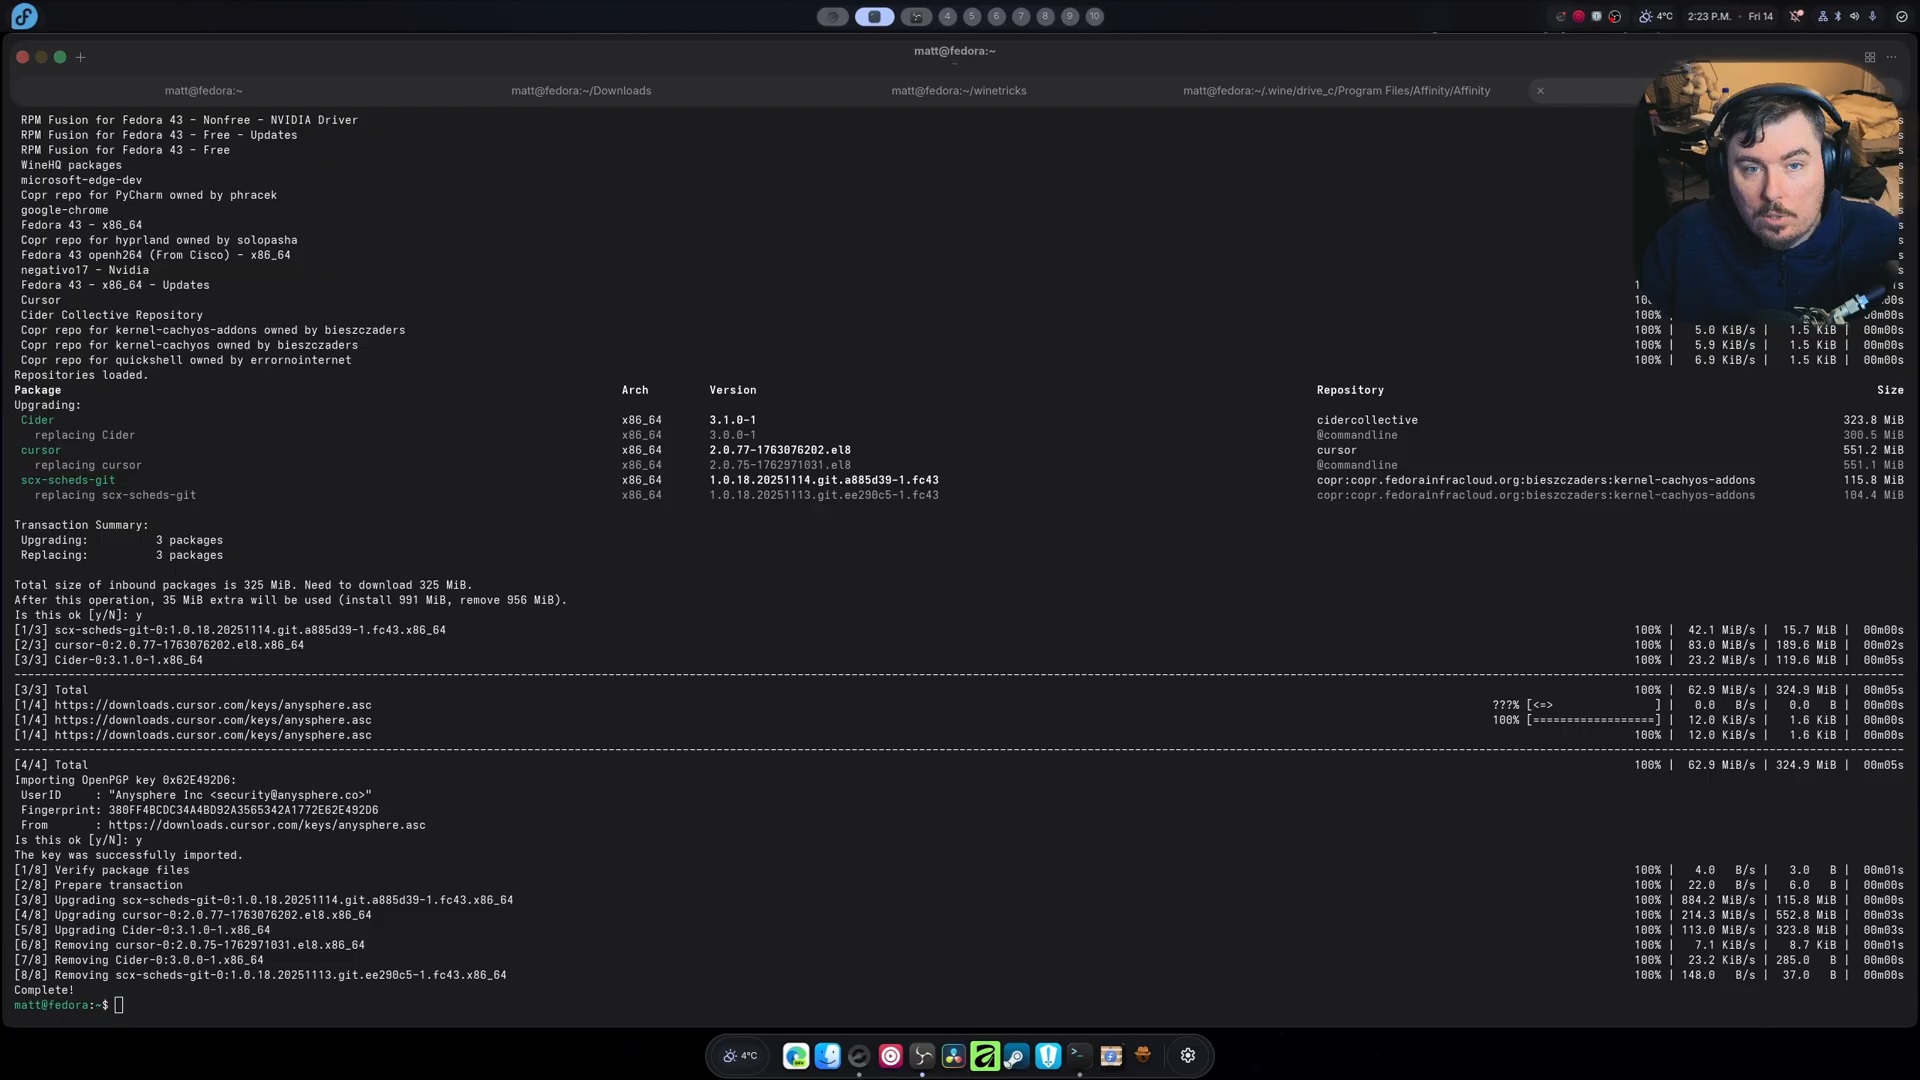 4 5 6 7 8 9 10
4°C 2:23 P.M. Fri 14
matt@fedora:~
~
matt@fedora:~ matt@fedora:~/Downloads matt@fedora:~/winetricks matt@fedora:~/.wine/drive_c/Program Files/Affinity/Affinity
RPM Fusion for Fedora 43 - Nonfree - NVIDIA Driver
RPM Fusion for Fedora 43 - Free - Updates
RPM Fusion for Fedora 43 - Free
WineHQ packages
microsoft-edge-dev
Copr repo for PyCharm owned by phracek
google-chrome
Fedora 43 - x86_64
Copr repo for hyprland owned by solopasha
Fedora 43 openh264 (From Cisco) - x86_64
negativo17 - Nvidia
Fedora 43 - x86_64 - Updates
Cursor
Cider Collective Repository 100% 00m00s
Copr repo for kernel-cachyos-addons owned by bieszczaders 100% | 5.0 KiB/s | 1.5 KiB | 00m00s
Copr repo for kernel-cachyos owned by bieszczaders 100% | 5.9 KiB/s | 1.5 KiB | 00m00s
Copr repo for quickshell owned by errornointernet 100% | 6.9 KiB/s | 1.5 KiB | 00m00s
Repositories loaded.
Package Arch Version Repository Size
Upgrading:
Cider x86_64 3.1.0-1 cidercollective 323.8 MiB
replacing Cider x86_64 3.0.0-1 @commandline 300.5 MiB
cursor x86_64 2.0.77-1763076202.el8 cursor 551.2 MiB
replacing cursor x86_64 2.0.75-1762971031.el8 @commandline 551.1 MiB
scx-scheds-git x86_64 1.0.18.20251114.git.a885d39-1.fc43 copr:copr.fedorainfracloud.org:bieszczaders:kernel-cachyos-addons 115.8 MiB
replacing scx-scheds-git x86_64 1.0.18.20251113.git.ee290c5-1.fc43 copr:copr.fedorainfracloud.org:bieszczaders:kernel-cachyos-addons 104.4 MiB
Transaction Summary:
Upgrading: 3 packages
Replacing: 3 packages
Total size of inbound packages is 325 MiB. Need to download 325 MiB.
After this operation, 35 MiB extra will be used (install 991 MiB, remove 956 MiB).
Is this ok [y/N]: y
[1/3] scx-scheds-git-0:1.0.18.20251114.git.a885d39-1.fc43.x86_64 100% | 42.1 MiB/s | 15.7 MiB | 00m00s
[2/3] cursor-0:2.0.77-1763076202.el8.x86_64 100% | 83.0 MiB/s | 189.6 MiB | 00m02s
[3/3] Cider-0:3.1.0-1.x86_64 100% | 23.2 MiB/s | 119.6 MiB | 00m05s
[3/3] Total 100% | 62.9 MiB/s | 324.9 MiB | 00m05s
[1/4] https://downloads.cursor.com/keys/anysphere.asc ???% [<=> ] | 0.0 B/s | 0.0 B | 00m00s
[1/4] https://downloads.cursor.com/keys/anysphere.asc 100% [==================] | 12.0 KiB/s | 1.6 KiB | 00m00s
[1/4] https://downloads.cursor.com/keys/anysphere.asc 100% | 12.0 KiB/s | 1.6 KiB | 00m00s
[4/4] Total 100% | 62.9 MiB/s | 324.9 MiB | 00m05s
Importing OpenPGP key 0x62E492D6:
UserID : "Anysphere Inc <security@anysphere.co>"
Fingerprint: 380FF4BCDC34A4BD92A3565342A1772E62E492D6
From : https://downloads.cursor.com/keys/anysphere.asc
Is this ok [y/N]: y
The key was successfully imported.
[1/8] Verify package files 100% | 4.0 B/s | 3.0 B | 00m01s
[2/8] Prepare transaction 100% | 22.0 B/s | 6.0 B | 00m00s
[3/8] Upgrading scx-scheds-git-0:1.0.18.20251114.git.a885d39-1.fc43.x86_64 100% | 884.2 MiB/s | 115.8 MiB | 00m00s
[4/8] Upgrading cursor-0:2.0.77-1763076202.el8.x86_64 100% | 214.3 MiB/s | 552.8 MiB | 00m03s
[5/8] Upgrading Cider-0:3.1.0-1.x86_64 100% | 113.0 MiB/s | 323.8 MiB | 00m03s
[6/8] Removing cursor-0:2.0.75-1762971031.el8.x86_64 100% | 7.1 KiB/s | 8.7 KiB | 00m01s
[7/8] Removing Cider-0:3.0.0-1.x86_64 100% | 23.2 KiB/s | 285.0 B | 00m00s
[8/8] Removing scx-scheds-git-0:1.0.18.20251113.git.ee290c5-1.fc43.x86_64 100% | 148.0 B/s | 37.0 B | 00m00s
Complete!
matt@fedora:~$
4°C